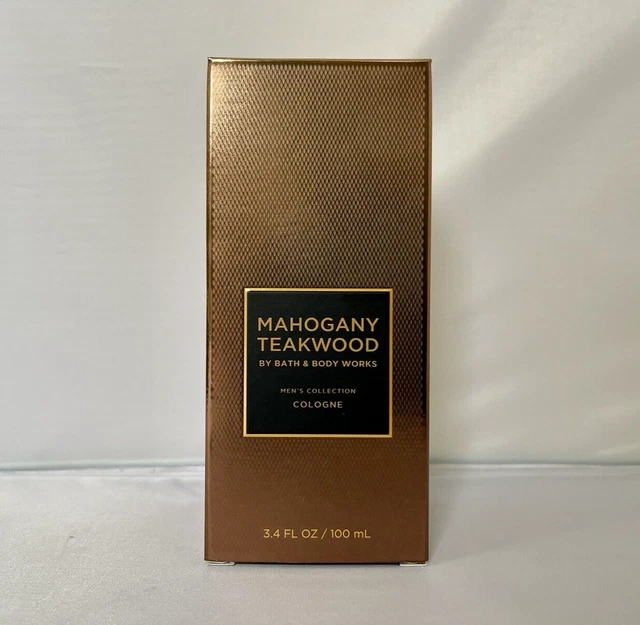 MAHOGANY
TEAKWOOD
BY BATH & BODY WORKS
MEN'S COLLECTION
COLOGNE
3.4 FL OZ / 100 mL